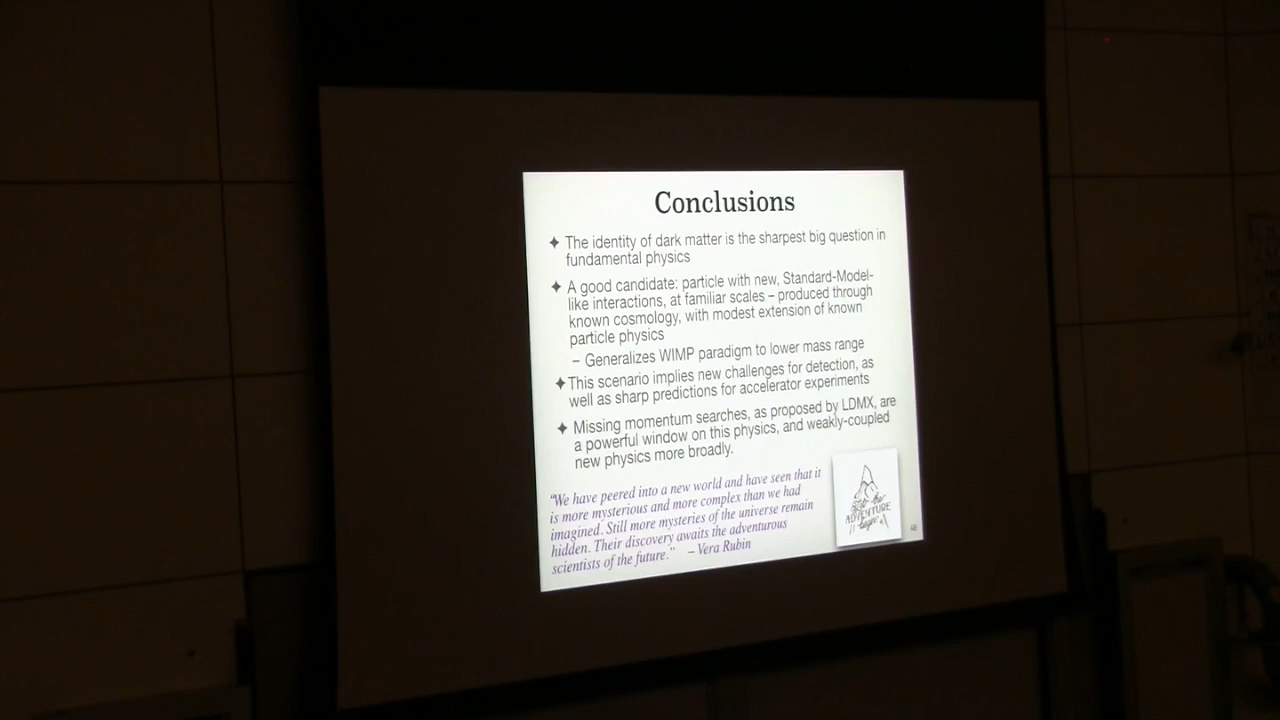 Conclusions
✦ The identity of dark matter is the sharpest big question in
fundamental physics
✦ A good candidate: particle with new, Standard-Model-
like interactions, at familiar scales – produced through
known cosmology, with modest extension of known
particle physics
– Generalizes WIMP paradigm to lower mass range
✦ This scenario implies new challenges for detection, as
well as sharp predictions for accelerator experiments
✦ Missing momentum searches, as proposed by LDMX, are
a powerful window on this physics, and weakly-coupled
new physics more broadly.
"We have peered into a new world and have seen that it
is more mysterious and more complex than we had
imagined. Still more mysteries of the universe remain
hidden. Their discovery awaits the adventurous
scientists of the future." – Vera Rubin
the
ADVENTURE
begin